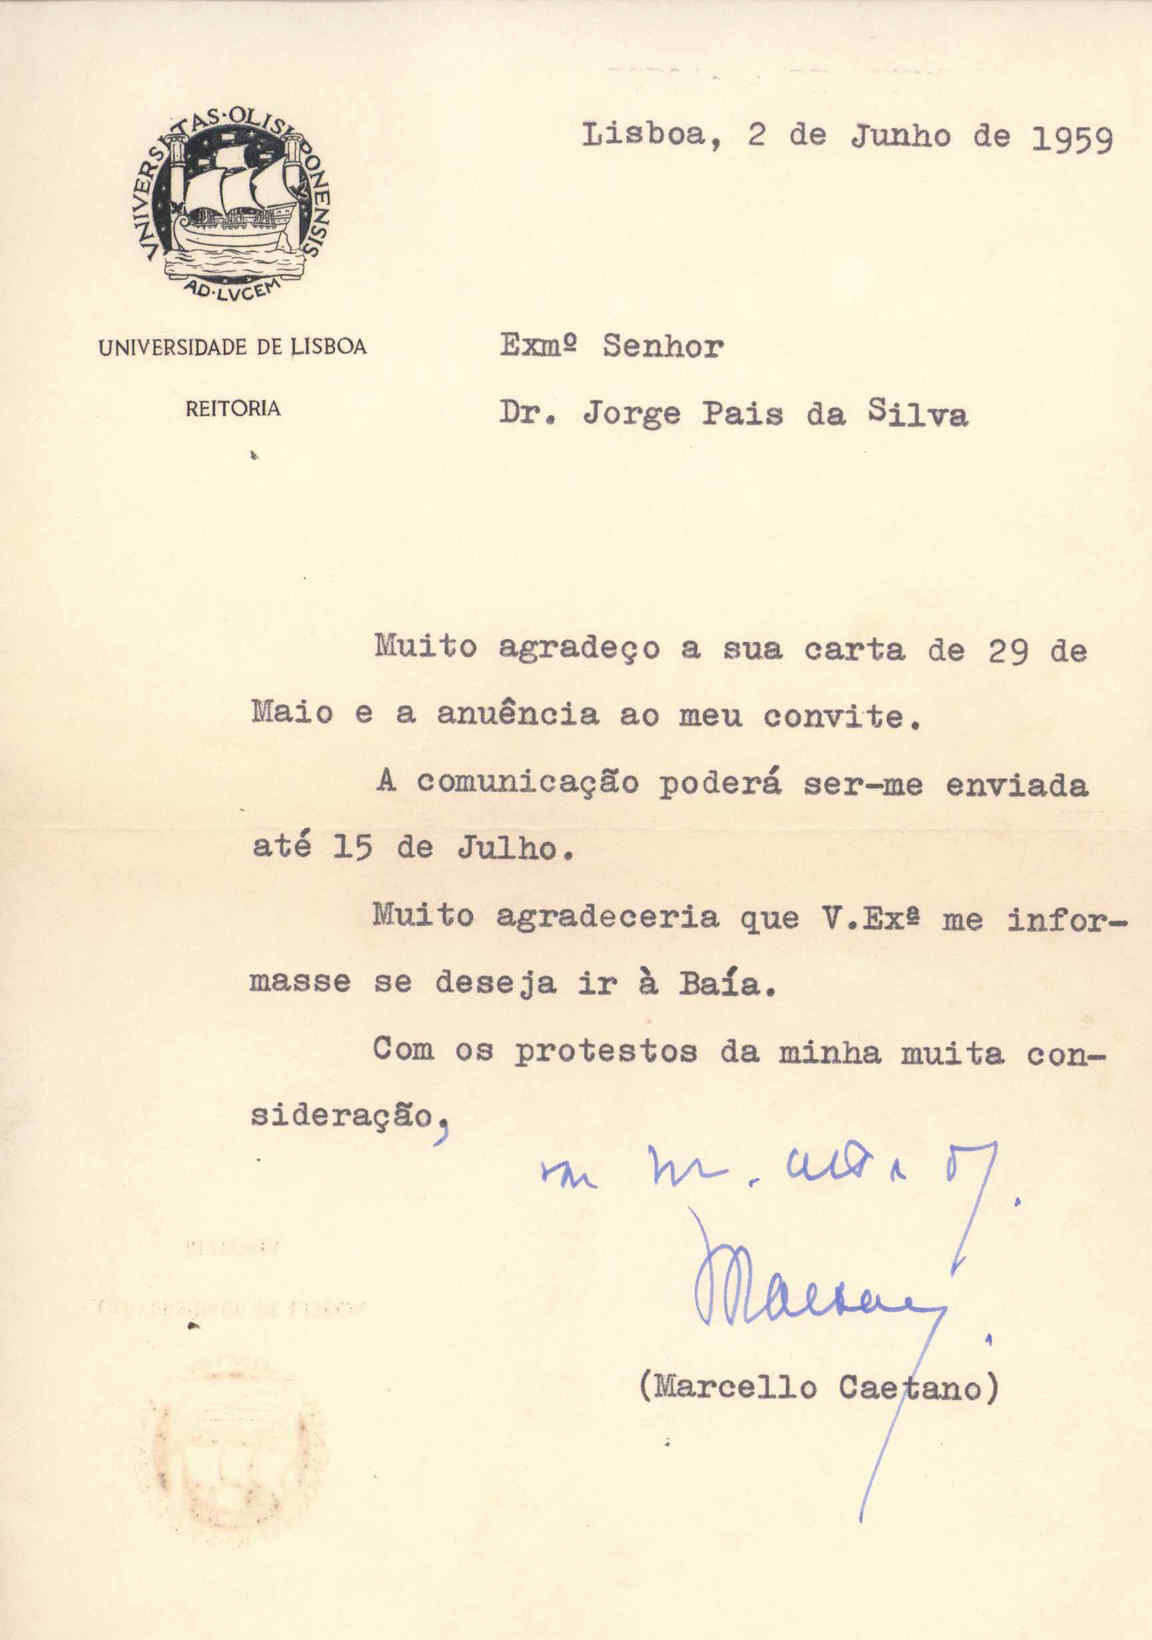 VNIVERSITAS·OLISIPONENSIS
AD·LVCEM
UNIVERSIDADE DE LISBOA
REITORIA
Lisboa, 2 de Junho de 1959
Exmº Senhor
Dr. Jorge Pais da Silva
Muito agradeço a sua carta de 29 de
Maio e a anuência ao meu convite.
A comunicação poderá ser-me enviada
até 15 de Julho.
Muito agradeceria que V.Exª me infor-
masse se deseja ir à Baía.
Com os protestos da minha muita con-
sideração,
(Marcello Caetano)